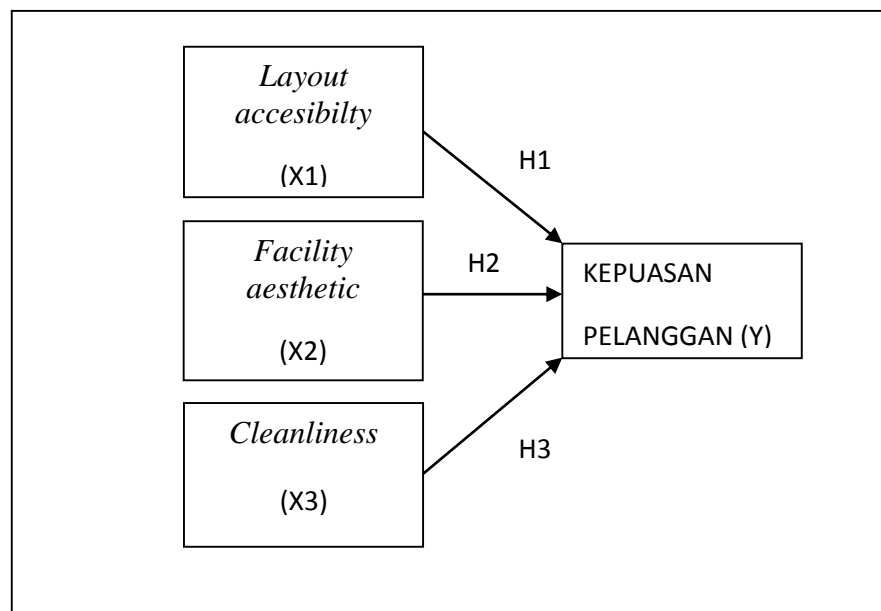 Layout
accesibilty
(X1)
H1
Facility
aesthetic
(X2)
H2
KEPUASAN
PELANGGAN (Y)
Cleanliness
(X3)
H3